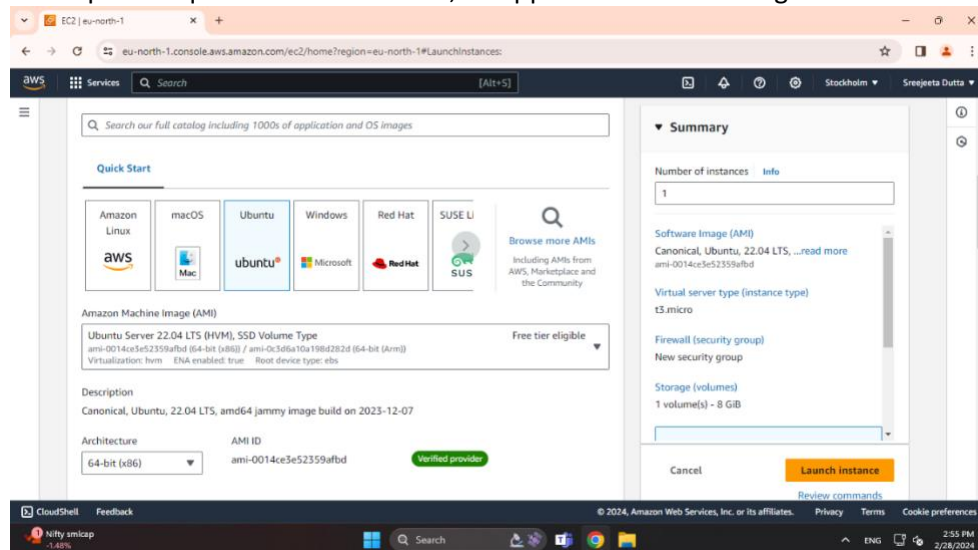 EC2 | eu-north-1
eu-north-1.console.aws.amazon.com/ec2/home?region=eu-north-1#LaunchInstances:
aws Services Search [Alt+S] Stockholm Sreejeeta Dutta
Search our full catalog including 1000s of application and OS images
Quick Start
Amazon Linux
aws
macOS
Mac
Ubuntu
ubuntu
Windows
Microsoft
Red Hat
Red Hat
SUSE Li
SUS
Browse more AMIs
Including AMIs from
AWS, Marketplace and
the Community
Amazon Machine Image (AMI)
Ubuntu Server 22.04 LTS (HVM), SSD Volume Type Free tier eligible
ami-0014ce3e52359afbd (64-bit (x86)) / ami-0c3d6a10a198d282d (64-bit (Arm))
Virtualization: hvm ENA enabled: true Root device type: ebs
Description
Canonical, Ubuntu, 22.04 LTS, amd64 jammy image build on 2023-12-07
Architecture AMI ID
64-bit (x86) ami-0014ce3e52359afbd Verified provider
Summary
Number of instances Info
1
Software Image (AMI)
Canonical, Ubuntu, 22.04 LTS, ...read more
ami-0014ce3e52359afbd
Virtual server type (instance type)
t3.micro
Firewall (security group)
New security group
Storage (volumes)
1 volume(s) - 8 GiB
Cancel Launch instance
Review commands
CloudShell Feedback © 2024, Amazon Web Services, Inc. or its affiliates. Privacy Terms Cookie preferences
1 Nifty smlcap
-1.48%
Search
ENG
2:55 PM
2/28/2024